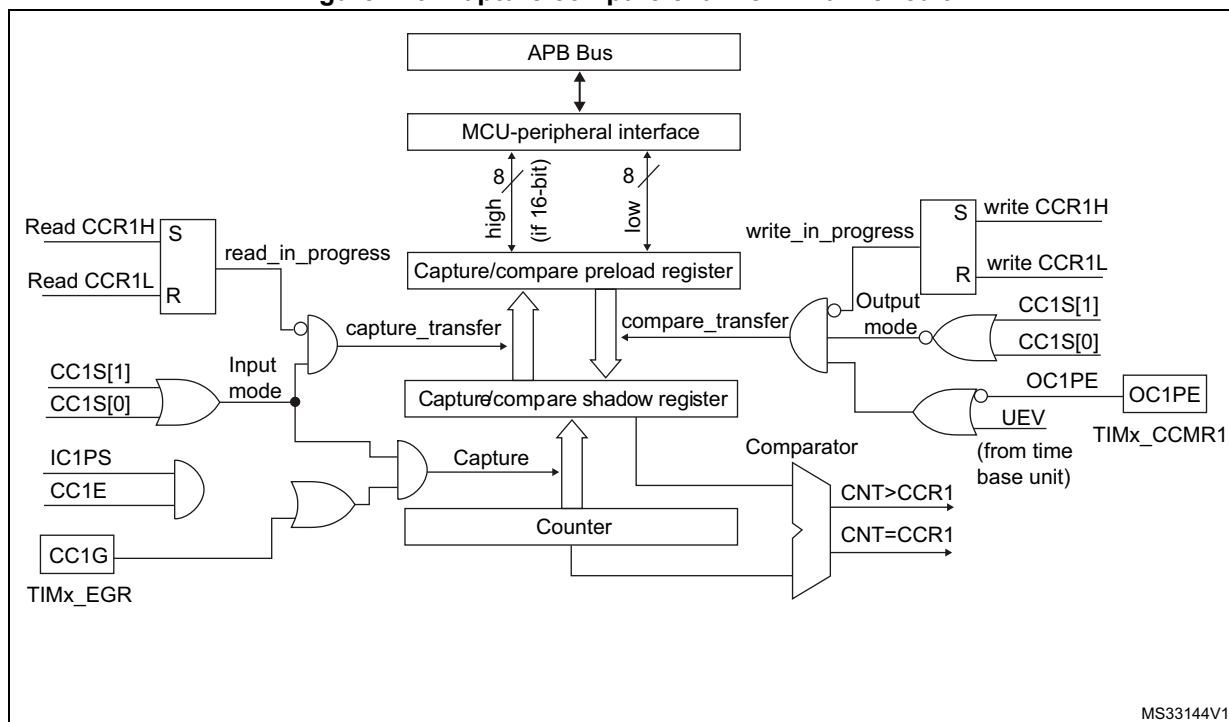 APB Bus
MCU-peripheral interface
8
high
(if 16-bit)
8
low
Read CCR1H
S
read_in_progress
Read CCR1L
R
write_in_progress
S
write CCR1H
R
write CCR1L
Capture/compare preload register
capture_transfer
compare_transfer
Output
mode
CC1S[1]
CC1S[0]
CC1S[1]
CC1S[0]
Input
mode
Capture/compare shadow register
OC1PE
OC1PE
UEV
TIMx_CCMR1
(from time
base unit)
IC1PS
CC1E
Capture
Comparator
CNT>CCR1
CNT=CCR1
Counter
CC1G
TIMx_EGR
MS33144V1